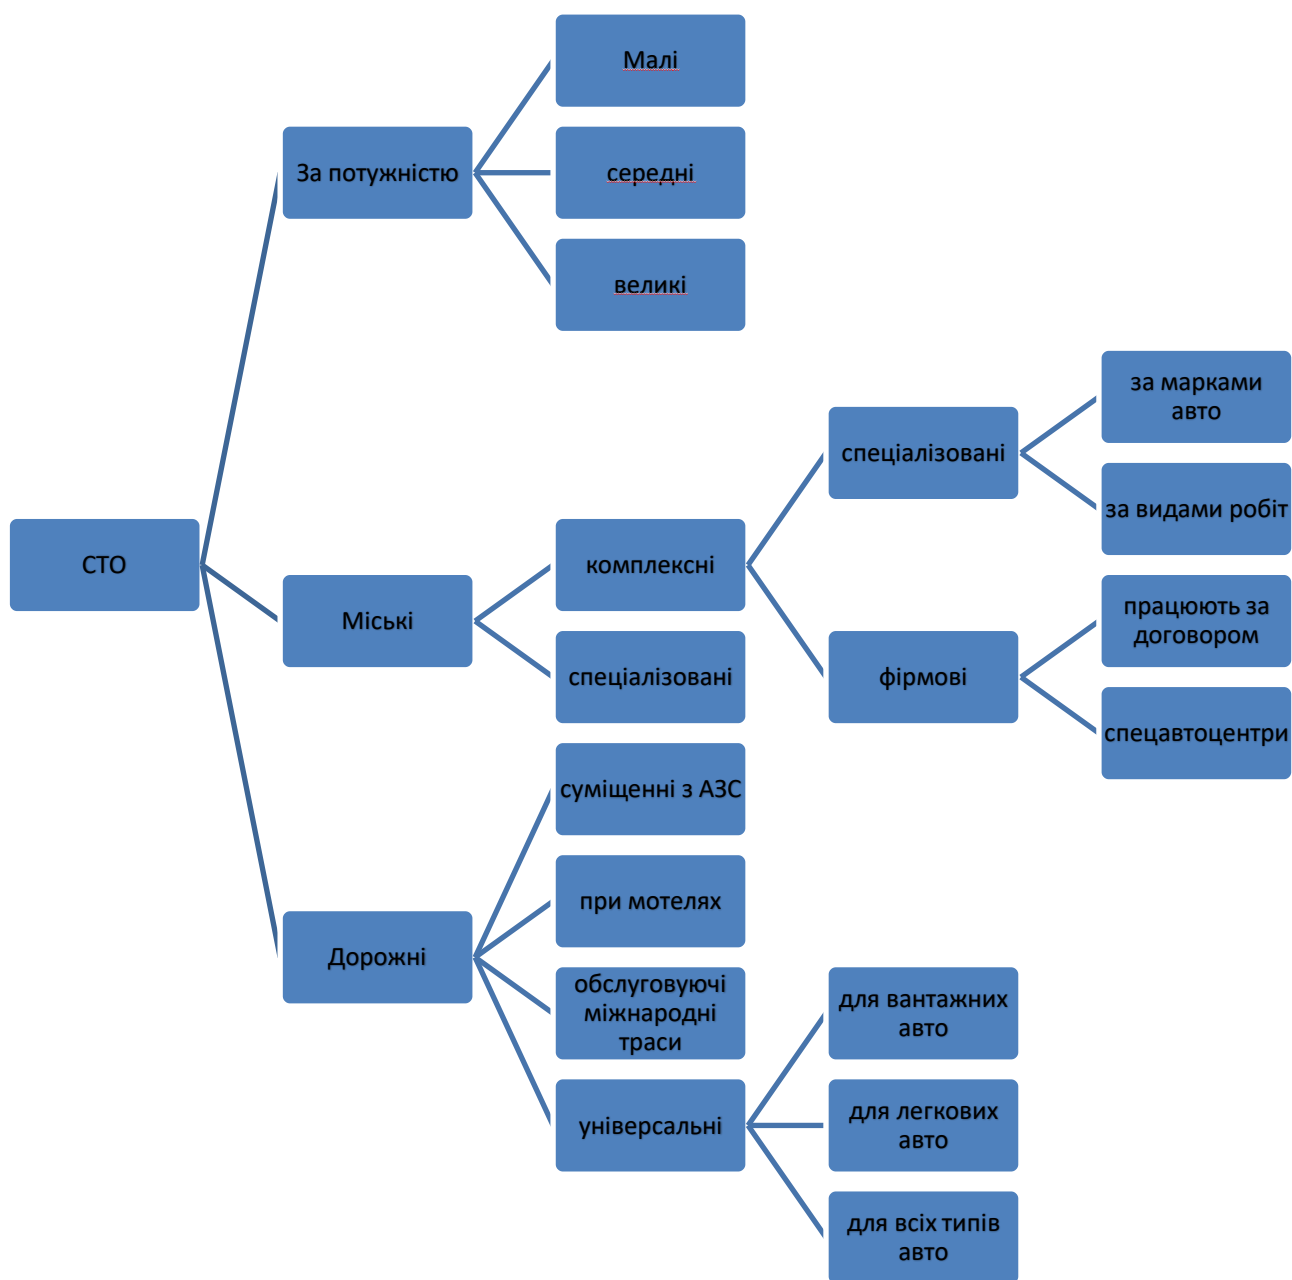 Малі
За потужністю
середні
великі
за марками
авто
спеціалізовані
за видами робіт
СТО
комплексні
Міські
працюють за
договором
спеціалізовані
фірмові
спецавтоцентри
суміщенні з АЗС
при мотелях
Дорожні
обслуговуючі
міжнародні
траси
для вантажних
авто
універсальні
для легкових
авто
для всіх типів
авто